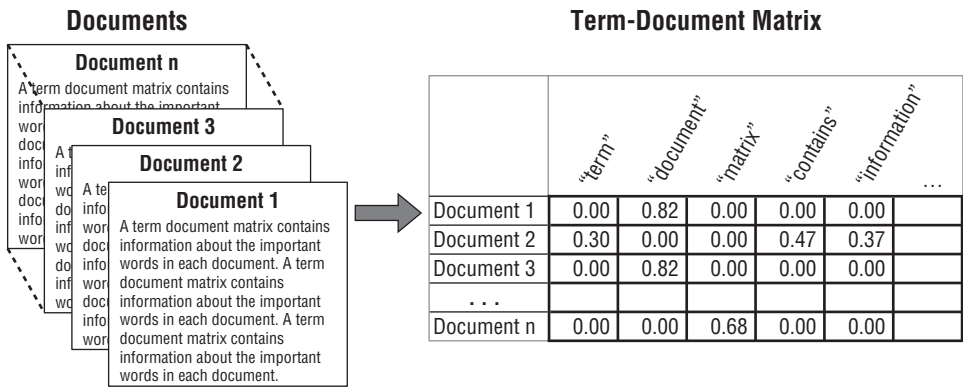 Documents
Document n
A term document matrix contains
information about the important
Document 3
Document 2
Document 1
A term document matrix contains
information about the important
words in each document. A term
document matrix contains
information about the important
words in each document. A term
document matrix contains
information about the important
words in each document.
Term-Document Matrix
“term” “document” “matrix” “contains” “information” ...
Document 1 0.00 0.82 0.00 0.00 0.00
Document 2 0.30 0.00 0.00 0.47 0.37
Document 3 0.00 0.82 0.00 0.00 0.00
. . .
Document n 0.00 0.00 0.68 0.00 0.00